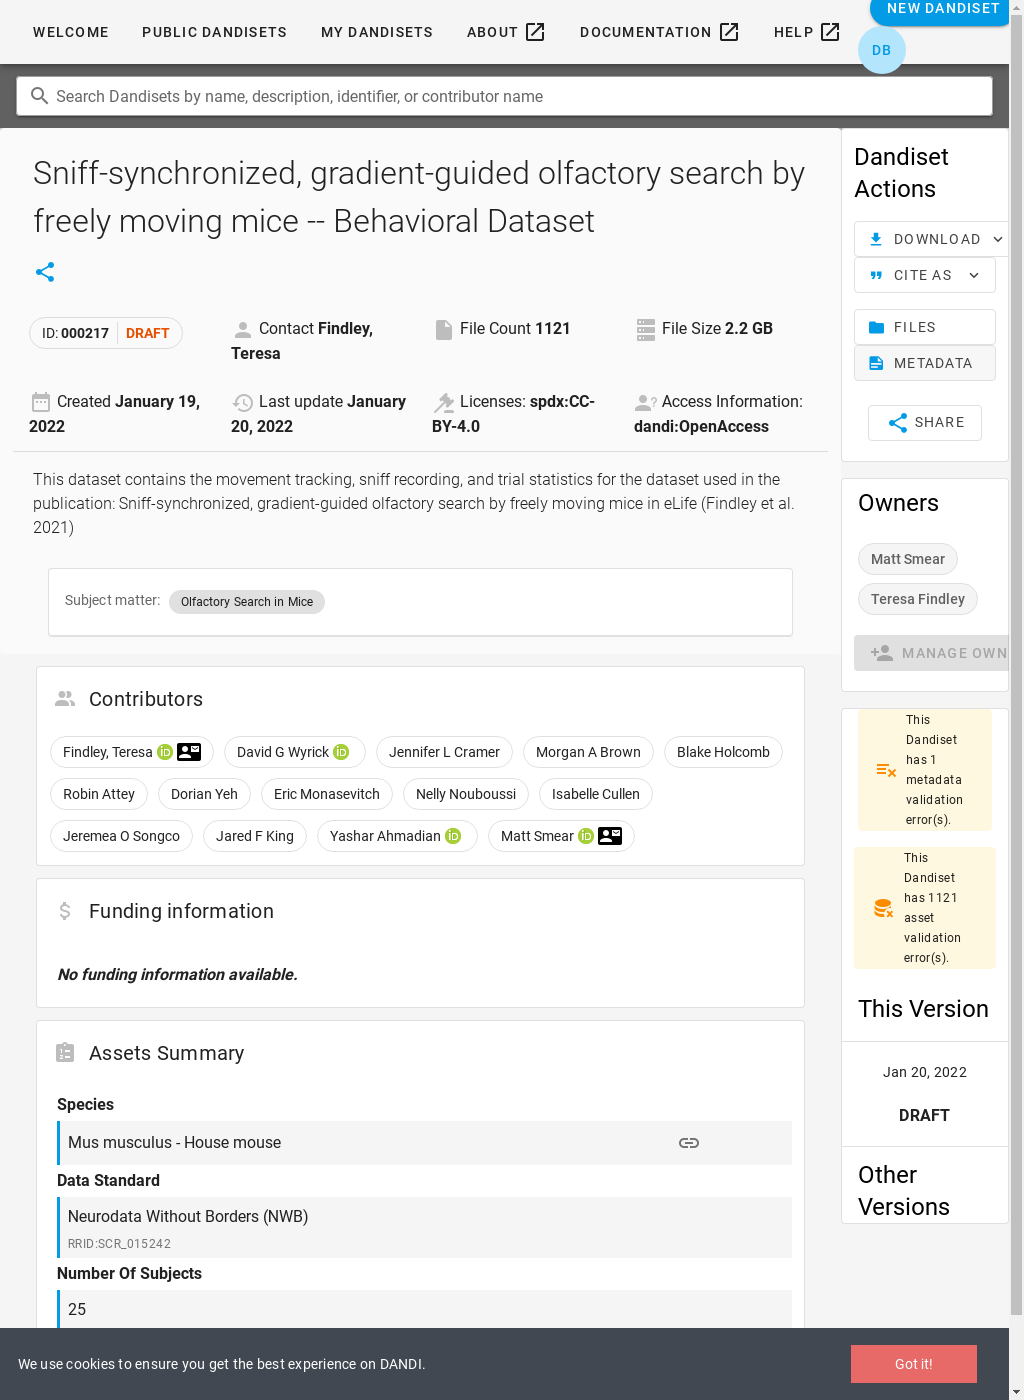 WELCOME PUBLIC DANDISETS MY DANDISETS ABOUT DOCUMENTATION HELP
NEW DANDISET
DB
Search Dandisets by name, description, identifier, or contributor name
Sniff-synchronized, gradient-guided olfactory search by
freely moving mice -- Behavioral Dataset
ID: 000217 DRAFT
Contact Findley,
Teresa
File Count 1121
File Size 2.2 GB
Created January 19,
2022
Last update January
20, 2022
Licenses: spdx:CC-
BY-4.0
Access Information:
dandi:OpenAccess
This dataset contains the movement tracking, sniff recording, and trial statistics for the dataset used in the
publication: Sniff-synchronized, gradient-guided olfactory search by freely moving mice in eLife (Findley et al.
2021)
Subject matter: Olfactory Search in Mice
Contributors
Findley, Teresa iD David G Wyrick iD Jennifer L Cramer Morgan A Brown Blake Holcomb
Robin Attey Dorian Yeh Eric Monasevitch Nelly Nouboussi Isabelle Cullen
Jeremea O Songco Jared F King Yashar Ahmadian iD Matt Smear iD
Funding information
No funding information available.
Assets Summary
Species
Mus musculus - House mouse
Data Standard
Neurodata Without Borders (NWB)
RRID:SCR_015242
Number Of Subjects
25
Dandiset
Actions
DOWNLOAD
CITE AS
FILES
METADATA
SHARE
Owners
Matt Smear
Teresa Findley
MANAGE OWN
This
Dandiset
has 1
metadata
validation
error(s).
This
Dandiset
has 1121
asset
validation
error(s).
This Version
Jan 20, 2022
DRAFT
Other
Versions
We use cookies to ensure you get the best experience on DANDI.
Got it!